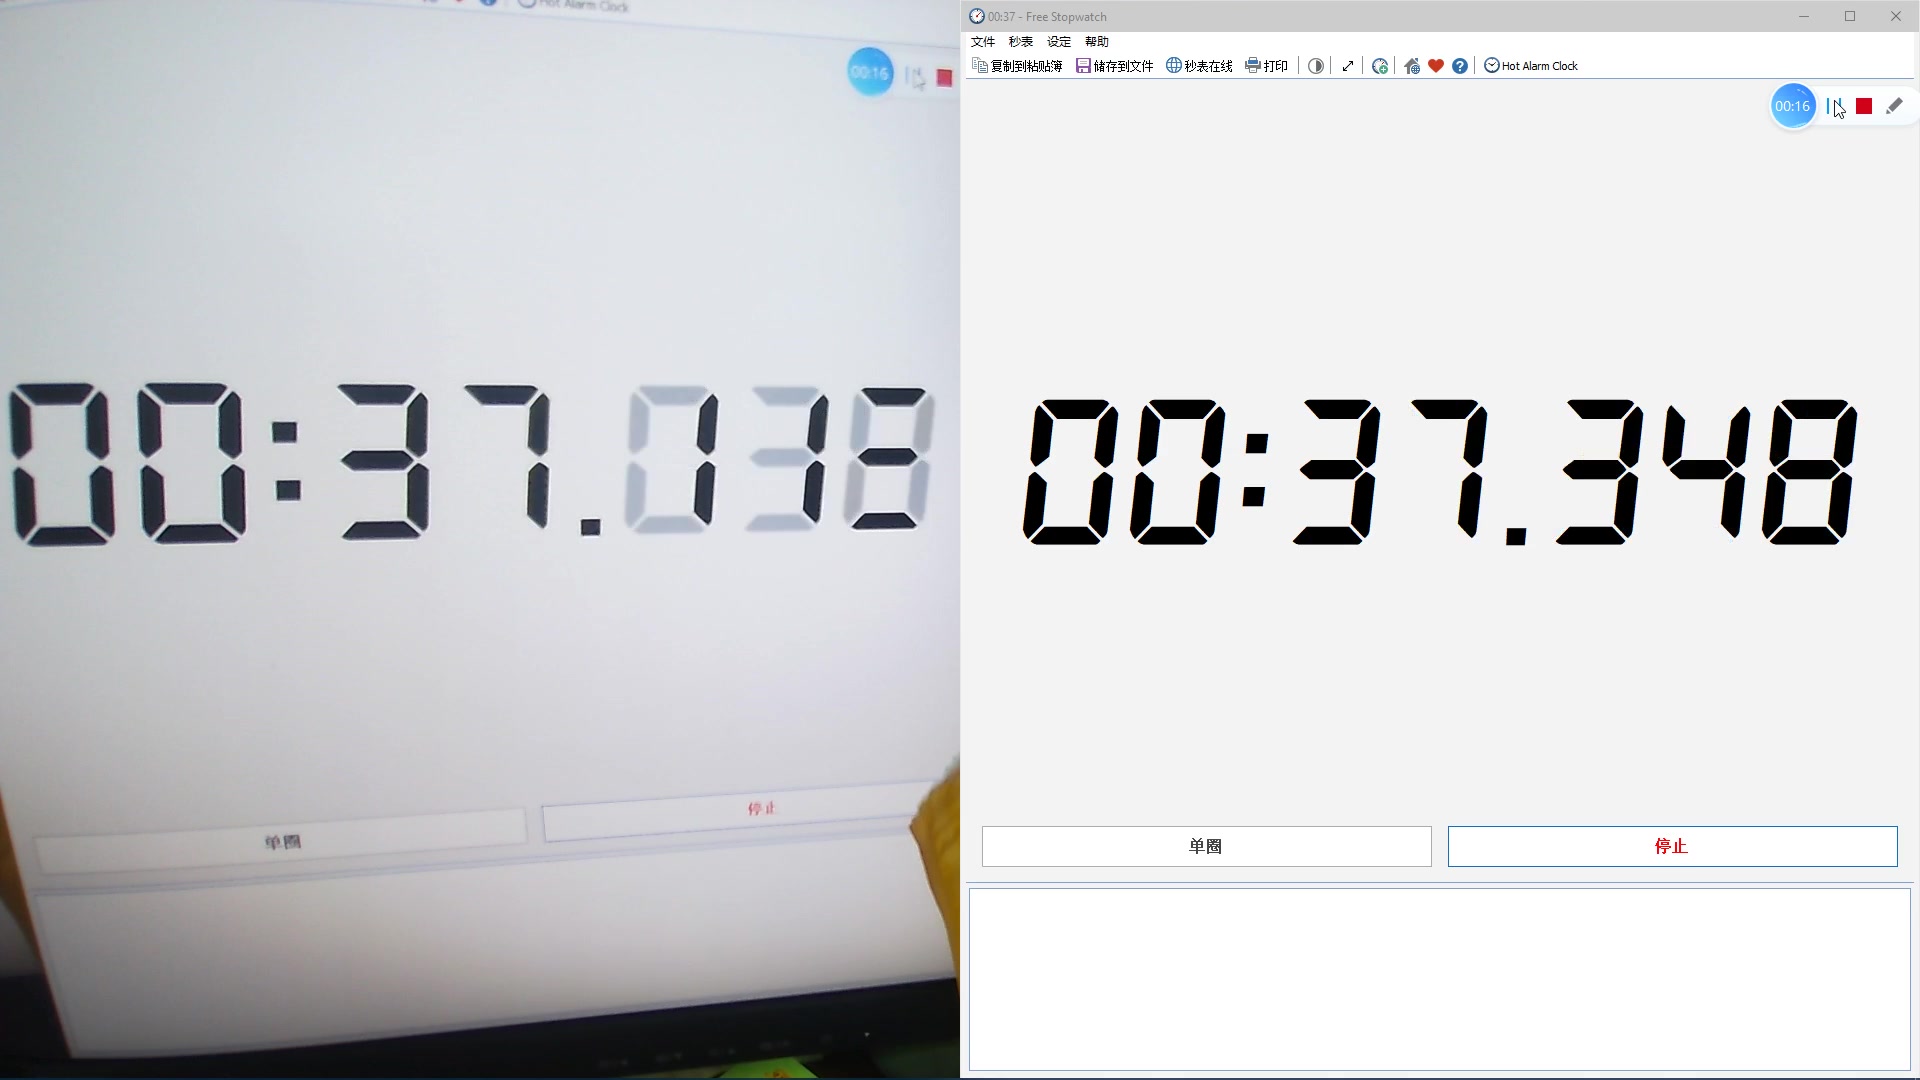 Hot Alarm Clock
00:16
00:37.
单圈
停止
00:37 - Free Stopwatch
文件 秒表 设定 帮助
复制到粘贴簿 储存到文件 秒表在线 打印 Hot Alarm Clock
00:16
00:37.348
单圈 停止